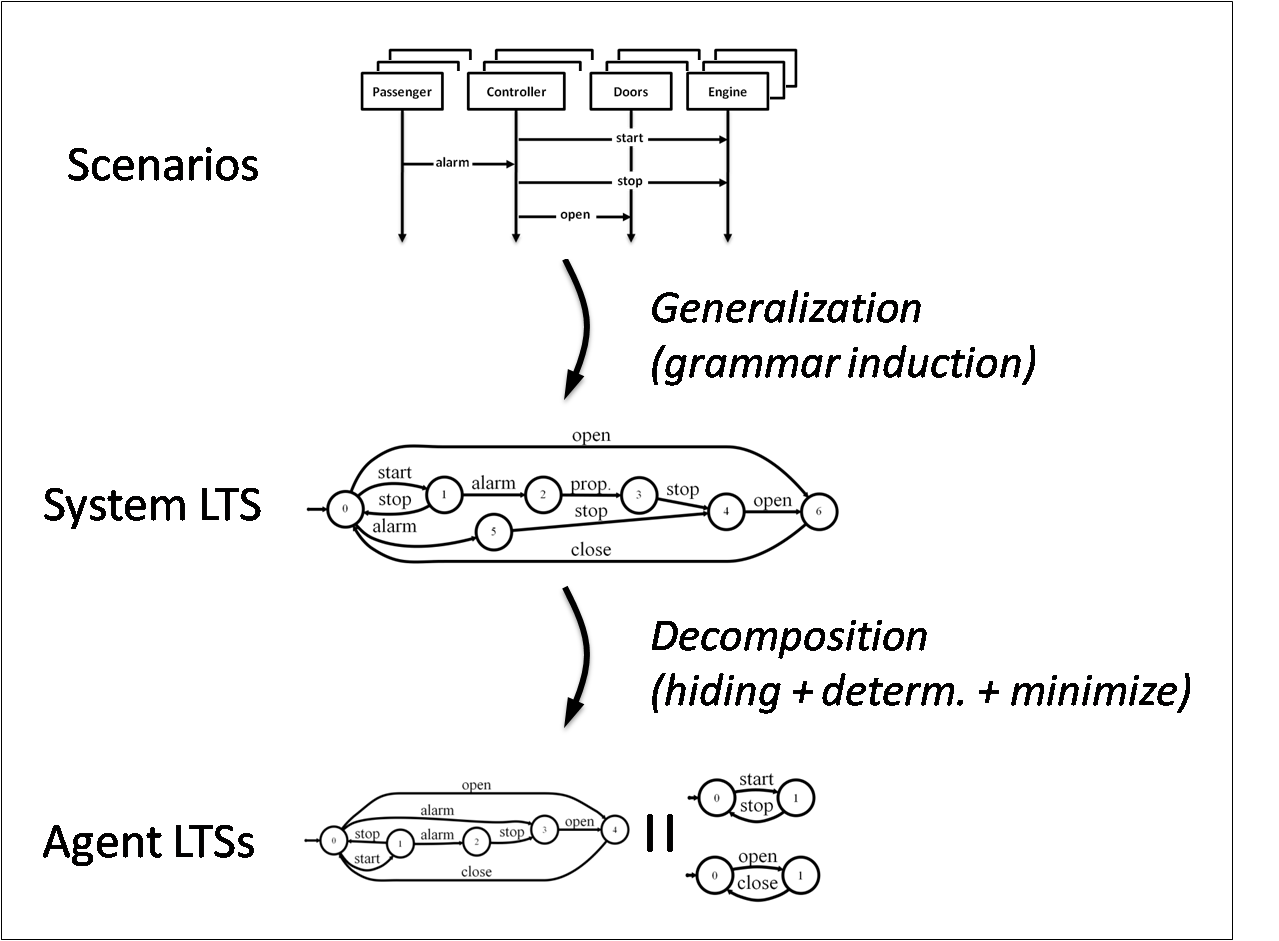 Passenger Controller Doors Engine
start
Scenarios
alarm
stop
open
Generalization
(grammar induction)
open
start
alarm
prop.
stop
System LTS
0
1
2
3
4
6
stop
stop
open
alarm
5
close
Decomposition
(hiding + determ. + minimize)
Agent LTSs
open
alarm
open
0
stop
1
alarm
2
stop
3
4
start
close
start
0
1
stop
open
0
1
close